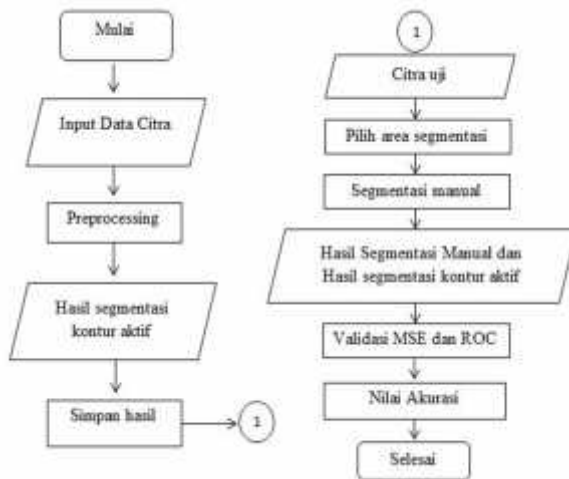 Mulai
Input Data Citra
Preprocessing
Hasil segmentasi
kontur aktif
Simpan hasil
1
1
Citra uji
Pilih area segmentasi
Segmentasi manual
Hasil Segmentasi Manual dan
Hasil segmentasi kontur aktif
Validasi MSE dan ROC
Nilai Akurasi
Selesai